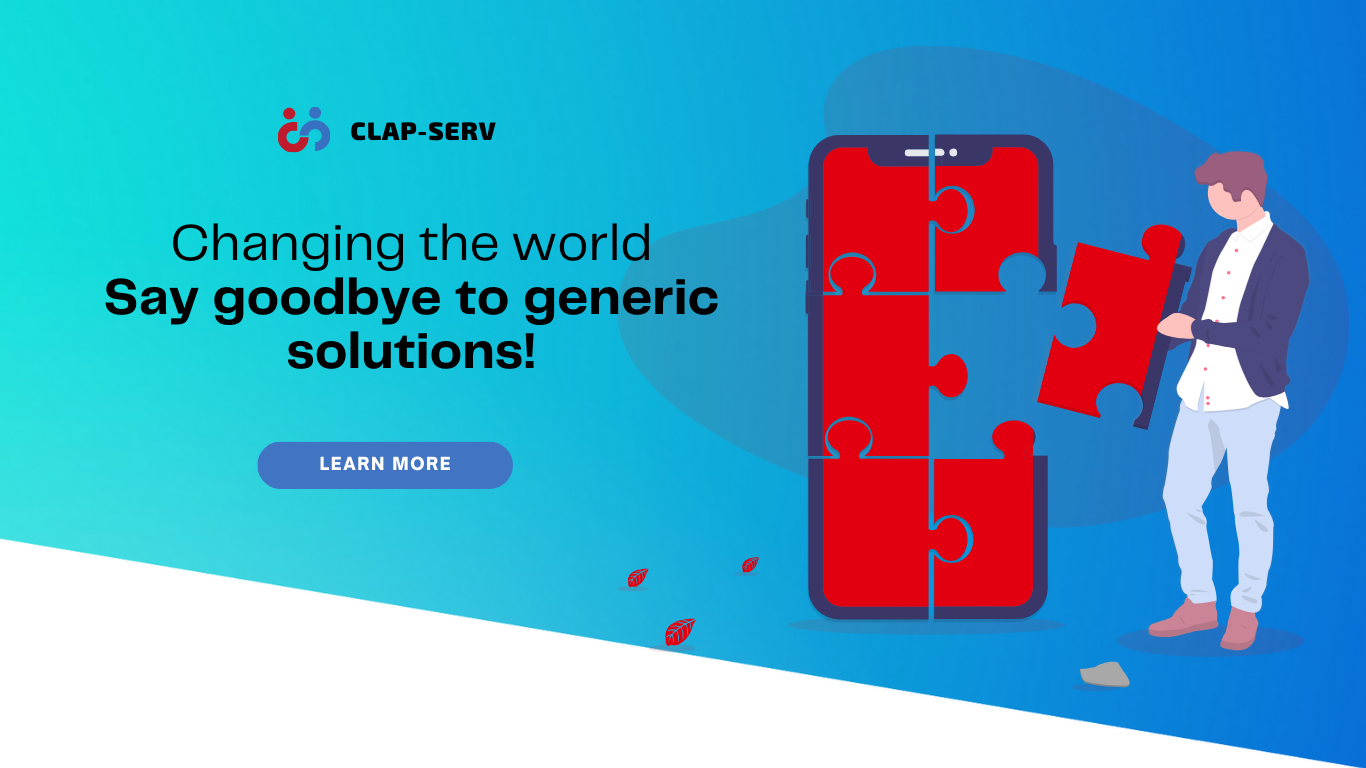 CLAP-SERV
Changing the world
Say goodbye to generic
solutions!
LEARN MORE